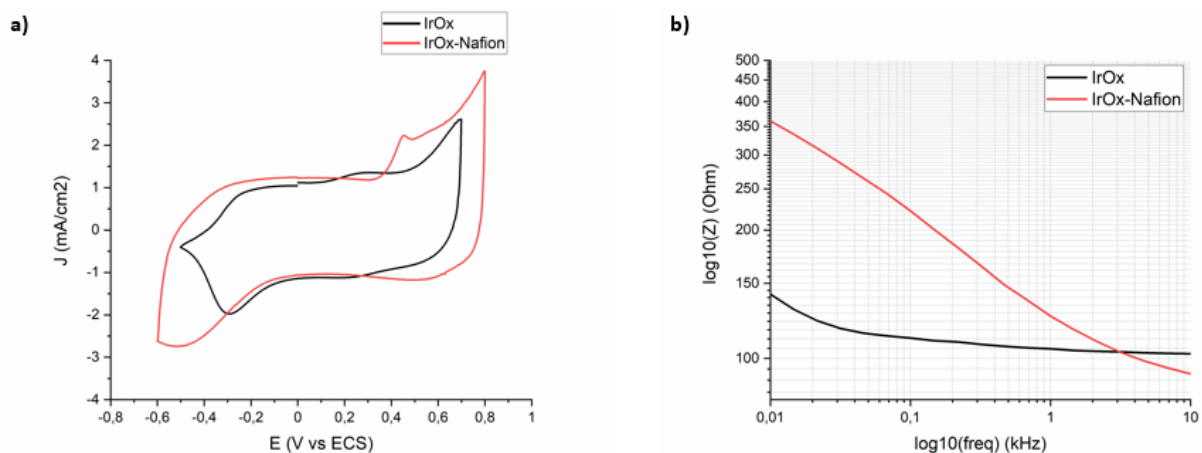 a)
IrOx
IrOx-Nafion
4
3
2
1
0
-1
-2
-3
-4
J (mA/cm2)
-0,8 -0,6 -0,4 -0,2 0 0,2 0,4 0,6 0,8 1
E (V vs ECS)
b)
IrOx
IrOx-Nafion
500
450
400
350
300
250
200
150
100
log10(Z) (Ohm)
0,01 0,1 1 10
log10(freq) (kHz)